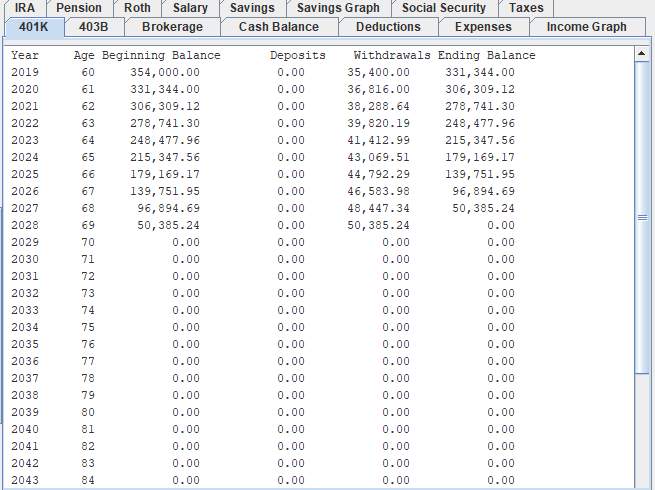 IRA Pension Roth Salary Savings Savings Graph Social Security Taxes
401K 403B Brokerage Cash Balance Deductions Expenses Income Graph
Year Age Beginning Balance Deposits Withdrawals Ending Balance
2019 60 354,000.00 0.00 35,400.00 331,344.00
2020 61 331,344.00 0.00 36,816.00 306,309.12
2021 62 306,309.12 0.00 38,288.64 278,741.30
2022 63 278,741.30 0.00 39,820.19 248,477.96
2023 64 248,477.96 0.00 41,412.99 215,347.56
2024 65 215,347.56 0.00 43,069.51 179,169.17
2025 66 179,169.17 0.00 44,792.29 139,751.95
2026 67 139,751.95 0.00 46,583.98 96,894.69
2027 68 96,894.69 0.00 48,447.34 50,385.24
2028 69 50,385.24 0.00 50,385.24 0.00
2029 70 0.00 0.00 0.00 0.00
2030 71 0.00 0.00 0.00 0.00
2031 72 0.00 0.00 0.00 0.00
2032 73 0.00 0.00 0.00 0.00
2033 74 0.00 0.00 0.00 0.00
2034 75 0.00 0.00 0.00 0.00
2035 76 0.00 0.00 0.00 0.00
2036 77 0.00 0.00 0.00 0.00
2037 78 0.00 0.00 0.00 0.00
2038 79 0.00 0.00 0.00 0.00
2039 80 0.00 0.00 0.00 0.00
2040 81 0.00 0.00 0.00 0.00
2041 82 0.00 0.00 0.00 0.00
2042 83 0.00 0.00 0.00 0.00
2043 84 0.00 0.00 0.00 0.00